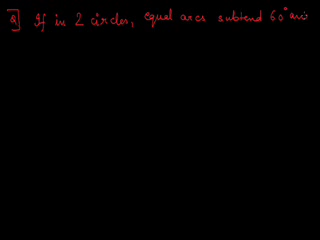 Q] If in 2 circles, equal arcs subtend 60°